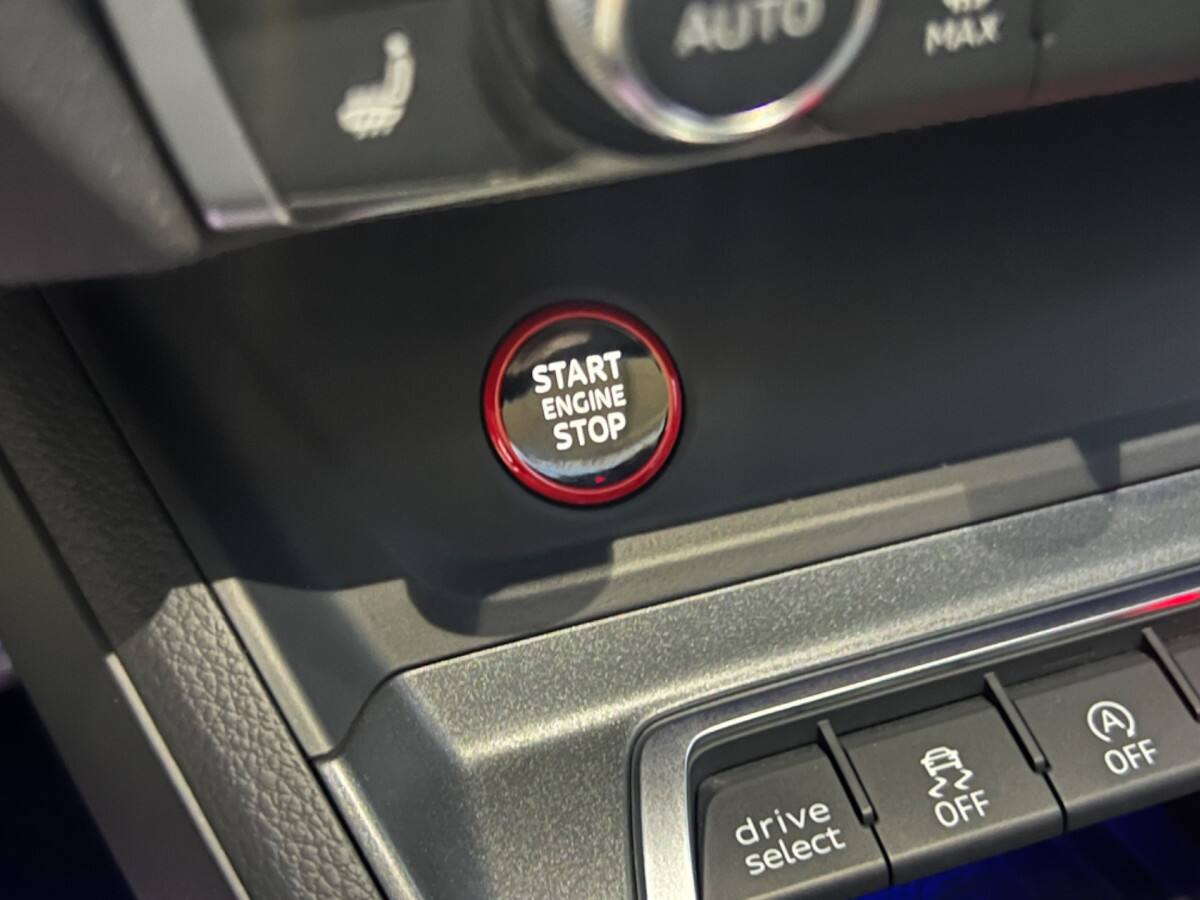 AUTO
MAX
START
ENGINE
STOP
drive
select
OFF
A
OFF